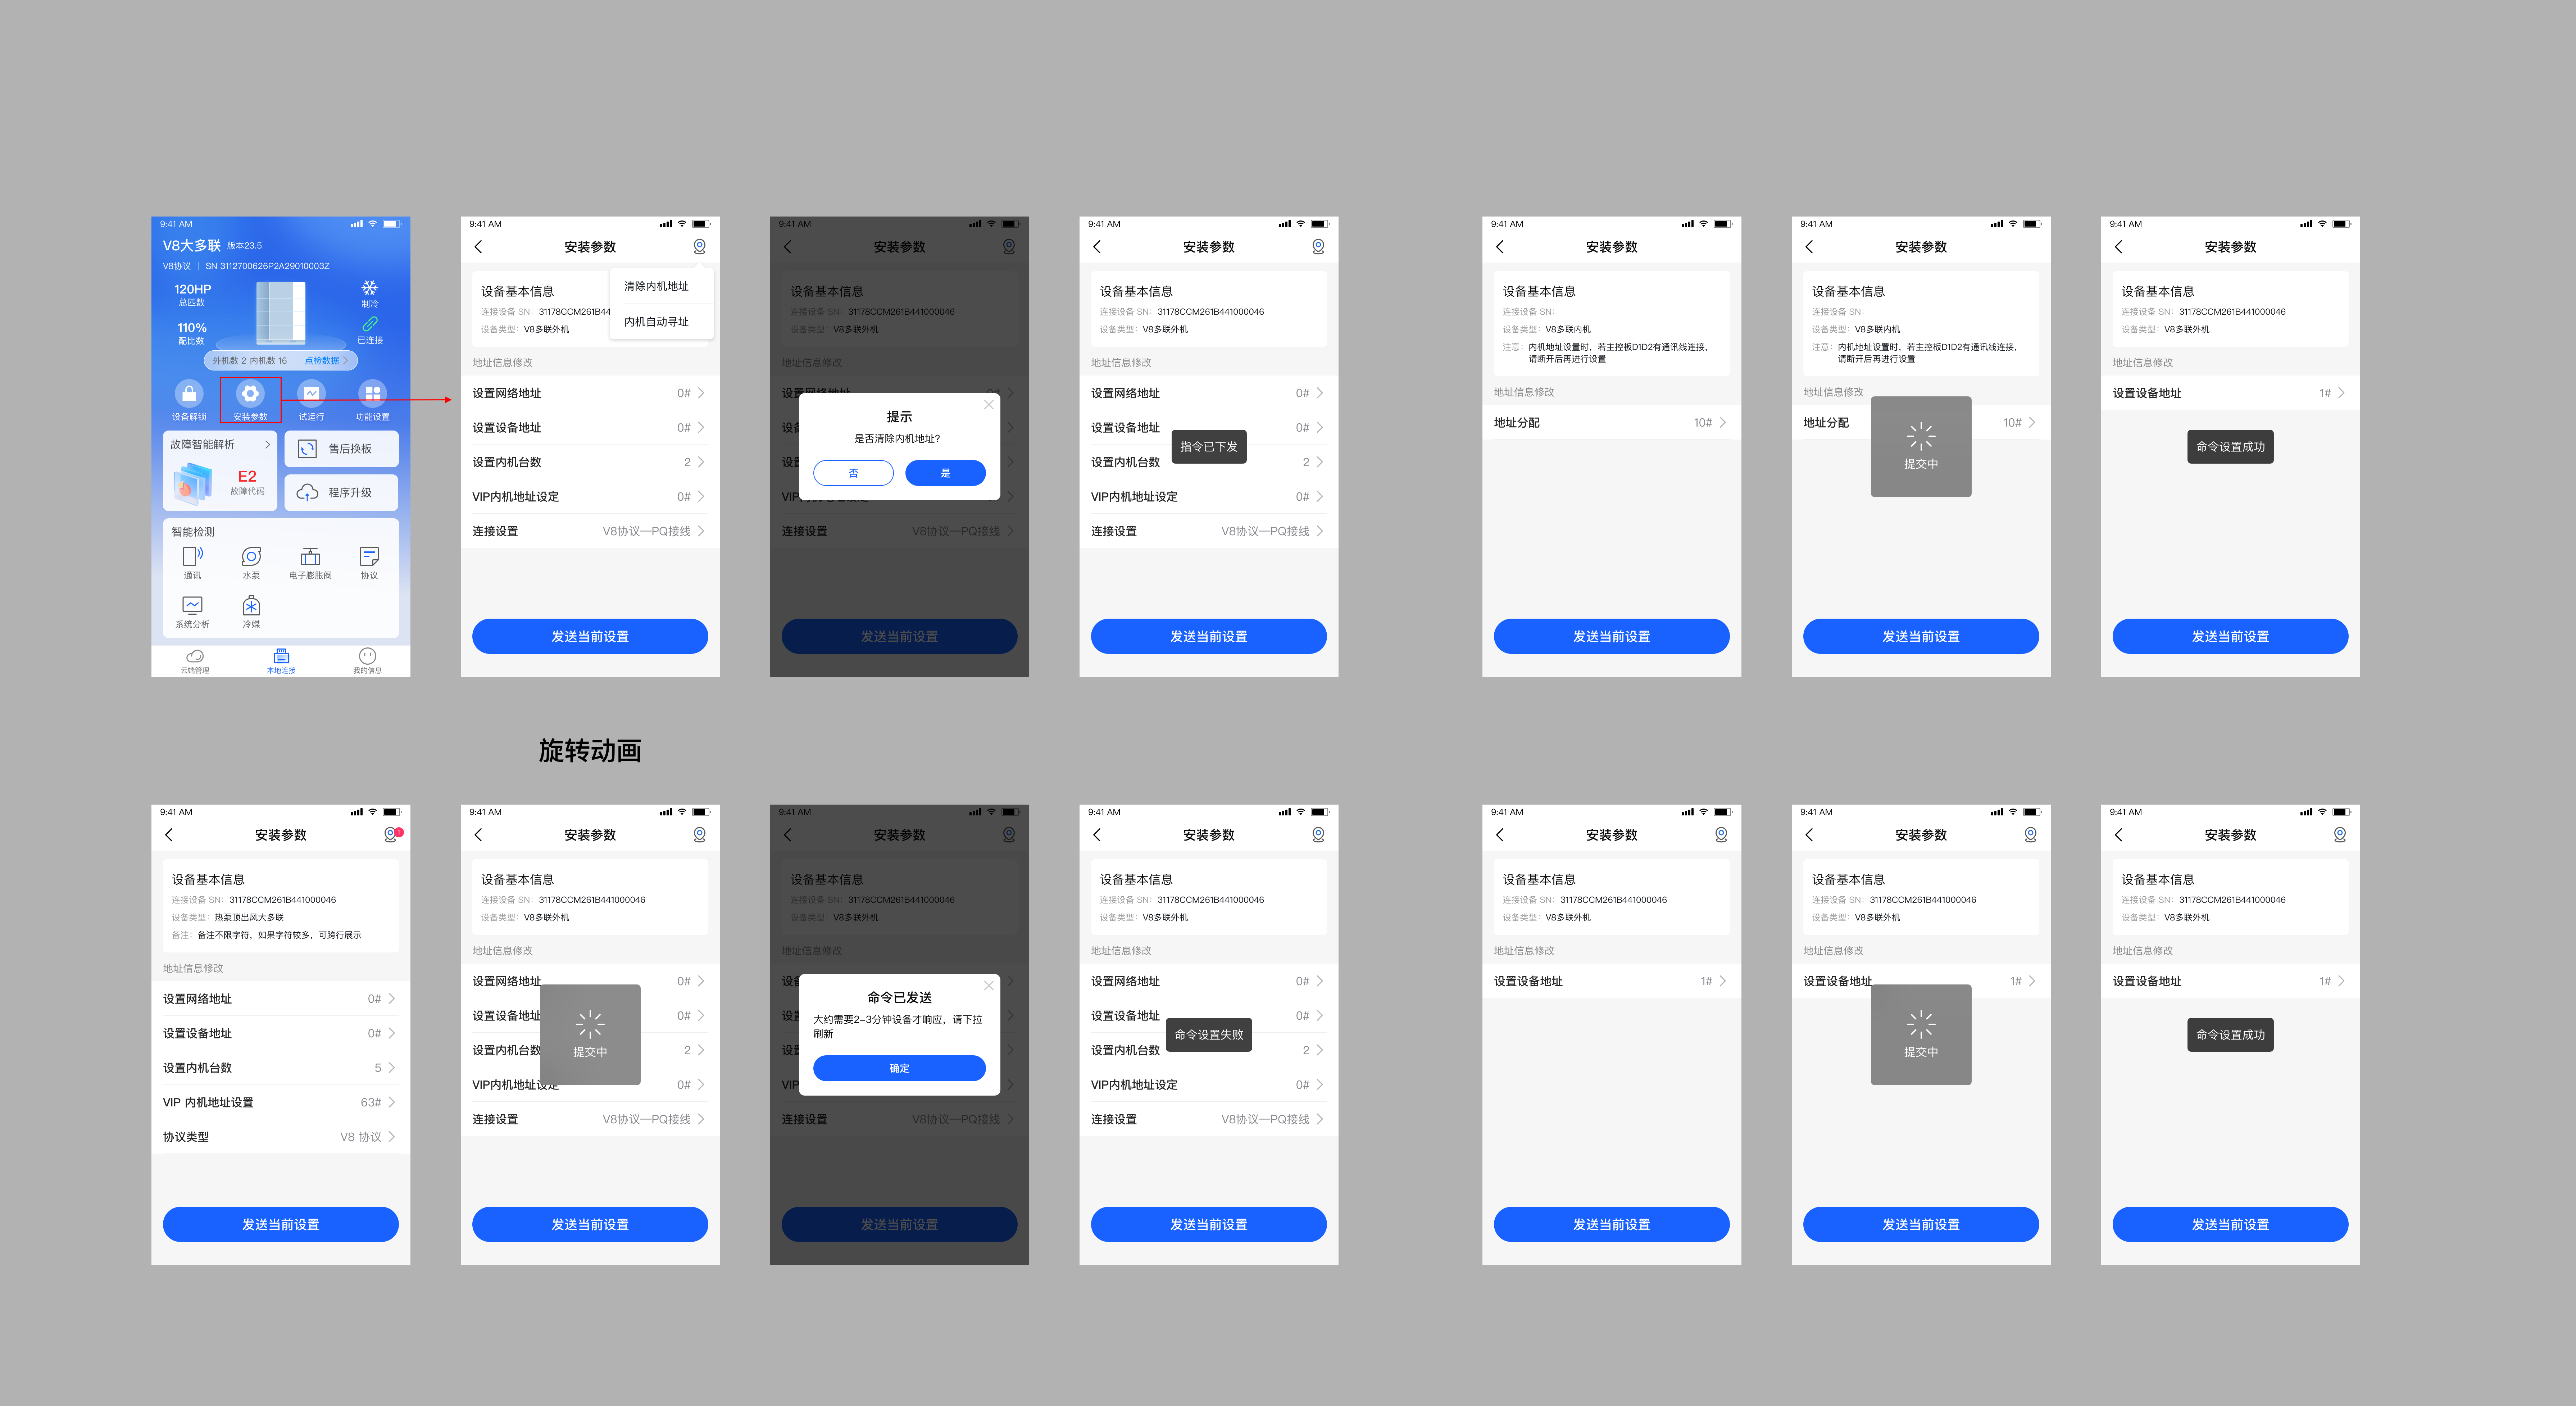 9:41 AM
V8大多联 版本23.5
V8协议 | SN 3112700626P2A29010003Z
120HP
总匹数
制冷
110%
配比数
已连接
外机数 2 内机数 16 点检数据
设备解锁 安装参数 试运行 功能设置
故障智能解析
E2
故障代码
售后换板
程序升级
智能检测
通讯 水泵 电子膨胀阀 协议
系统分析 冷媒
云端管理 本地连接 我的信息
9:41 AM
安装参数
清除内机地址
内机自动寻址
设备基本信息
连接设备 SN: 31178CCM261B44
设备类型: V8多联外机
地址信息修改
设置网络地址 0#
设置设备地址 0#
设置内机台数 2
VIP内机地址设定 0#
连接设置 V8协议—PQ接线
发送当前设置
9:41 AM
安装参数
设备基本信息
连接设备 SN: 31178CCM261B441000046
设备类型: V8多联外机
地址信息修改
设置网络地址 0#
提示
是否清除内机地址?
否 是
连接设置 V8协议—PQ接线
发送当前设置
9:41 AM
安装参数
设备基本信息
连接设备 SN: 31178CCM261B441000046
设备类型: V8多联外机
地址信息修改
设置网络地址 0#
设置设备地址 0#
指令已下发
设置内机台数 2
VIP内机地址设定 0#
连接设置 V8协议—PQ接线
发送当前设置
9:41 AM
安装参数
设备基本信息
连接设备 SN:
设备类型: V8多联内机
注意: 内机地址设置时，若主控板D1D2有通讯线连接，
请断开后再进行设置
地址信息修改
地址分配 10#
发送当前设置
9:41 AM
安装参数
设备基本信息
连接设备 SN:
设备类型: V8多联内机
注意: 内机地址设置时，若主控板D1D2有通讯线连接，
请断开后再进行设置
地址信息修改
地址分配 10#
提交中
发送当前设置
9:41 AM
安装参数
设备基本信息
连接设备 SN: 31178CCM261B441000046
设备类型: V8多联外机
地址信息修改
设置设备地址 1#
命令设置成功
发送当前设置
旋转动画
9:41 AM
安装参数
1
设备基本信息
连接设备 SN: 31178CCM261B441000046
设备类型: 热泵顶出风大多联
备注: 备注不限字符，如果字符较多，可跨行展示
地址信息修改
设置网络地址 0#
设置设备地址 0#
设置内机台数 5
VIP 内机地址设置 63#
协议类型 V8 协议
发送当前设置
9:41 AM
安装参数
设备基本信息
连接设备 SN: 31178CCM261B441000046
设备类型: V8多联外机
地址信息修改
设置网络地址 0#
设置设备地址 0#
设置内机台数 2
提交中
VIP内机地址设定 0#
连接设置 V8协议—PQ接线
发送当前设置
9:41 AM
安装参数
设备基本信息
连接设备 SN: 31178CCM261B441000046
设备类型: V8多联外机
地址信息修改
命令已发送
大约需要2-3分钟设备才响应，请下拉
刷新
确定
连接设置 V8协议—PQ接线
发送当前设置
9:41 AM
安装参数
设备基本信息
连接设备 SN: 31178CCM261B441000046
设备类型: V8多联外机
地址信息修改
设置网络地址 0#
设置设备地址 0#
命令设置失败
设置内机台数 2
VIP内机地址设定 0#
连接设置 V8协议—PQ接线
发送当前设置
9:41 AM
安装参数
设备基本信息
连接设备 SN: 31178CCM261B441000046
设备类型: V8多联外机
地址信息修改
设置设备地址 1#
发送当前设置
9:41 AM
安装参数
设备基本信息
连接设备 SN: 31178CCM261B441000046
设备类型: V8多联外机
地址信息修改
设置设备地址 1#
提交中
发送当前设置
9:41 AM
安装参数
设备基本信息
连接设备 SN: 31178CCM261B441000046
设备类型: V8多联外机
地址信息修改
设置设备地址 1#
命令设置成功
发送当前设置